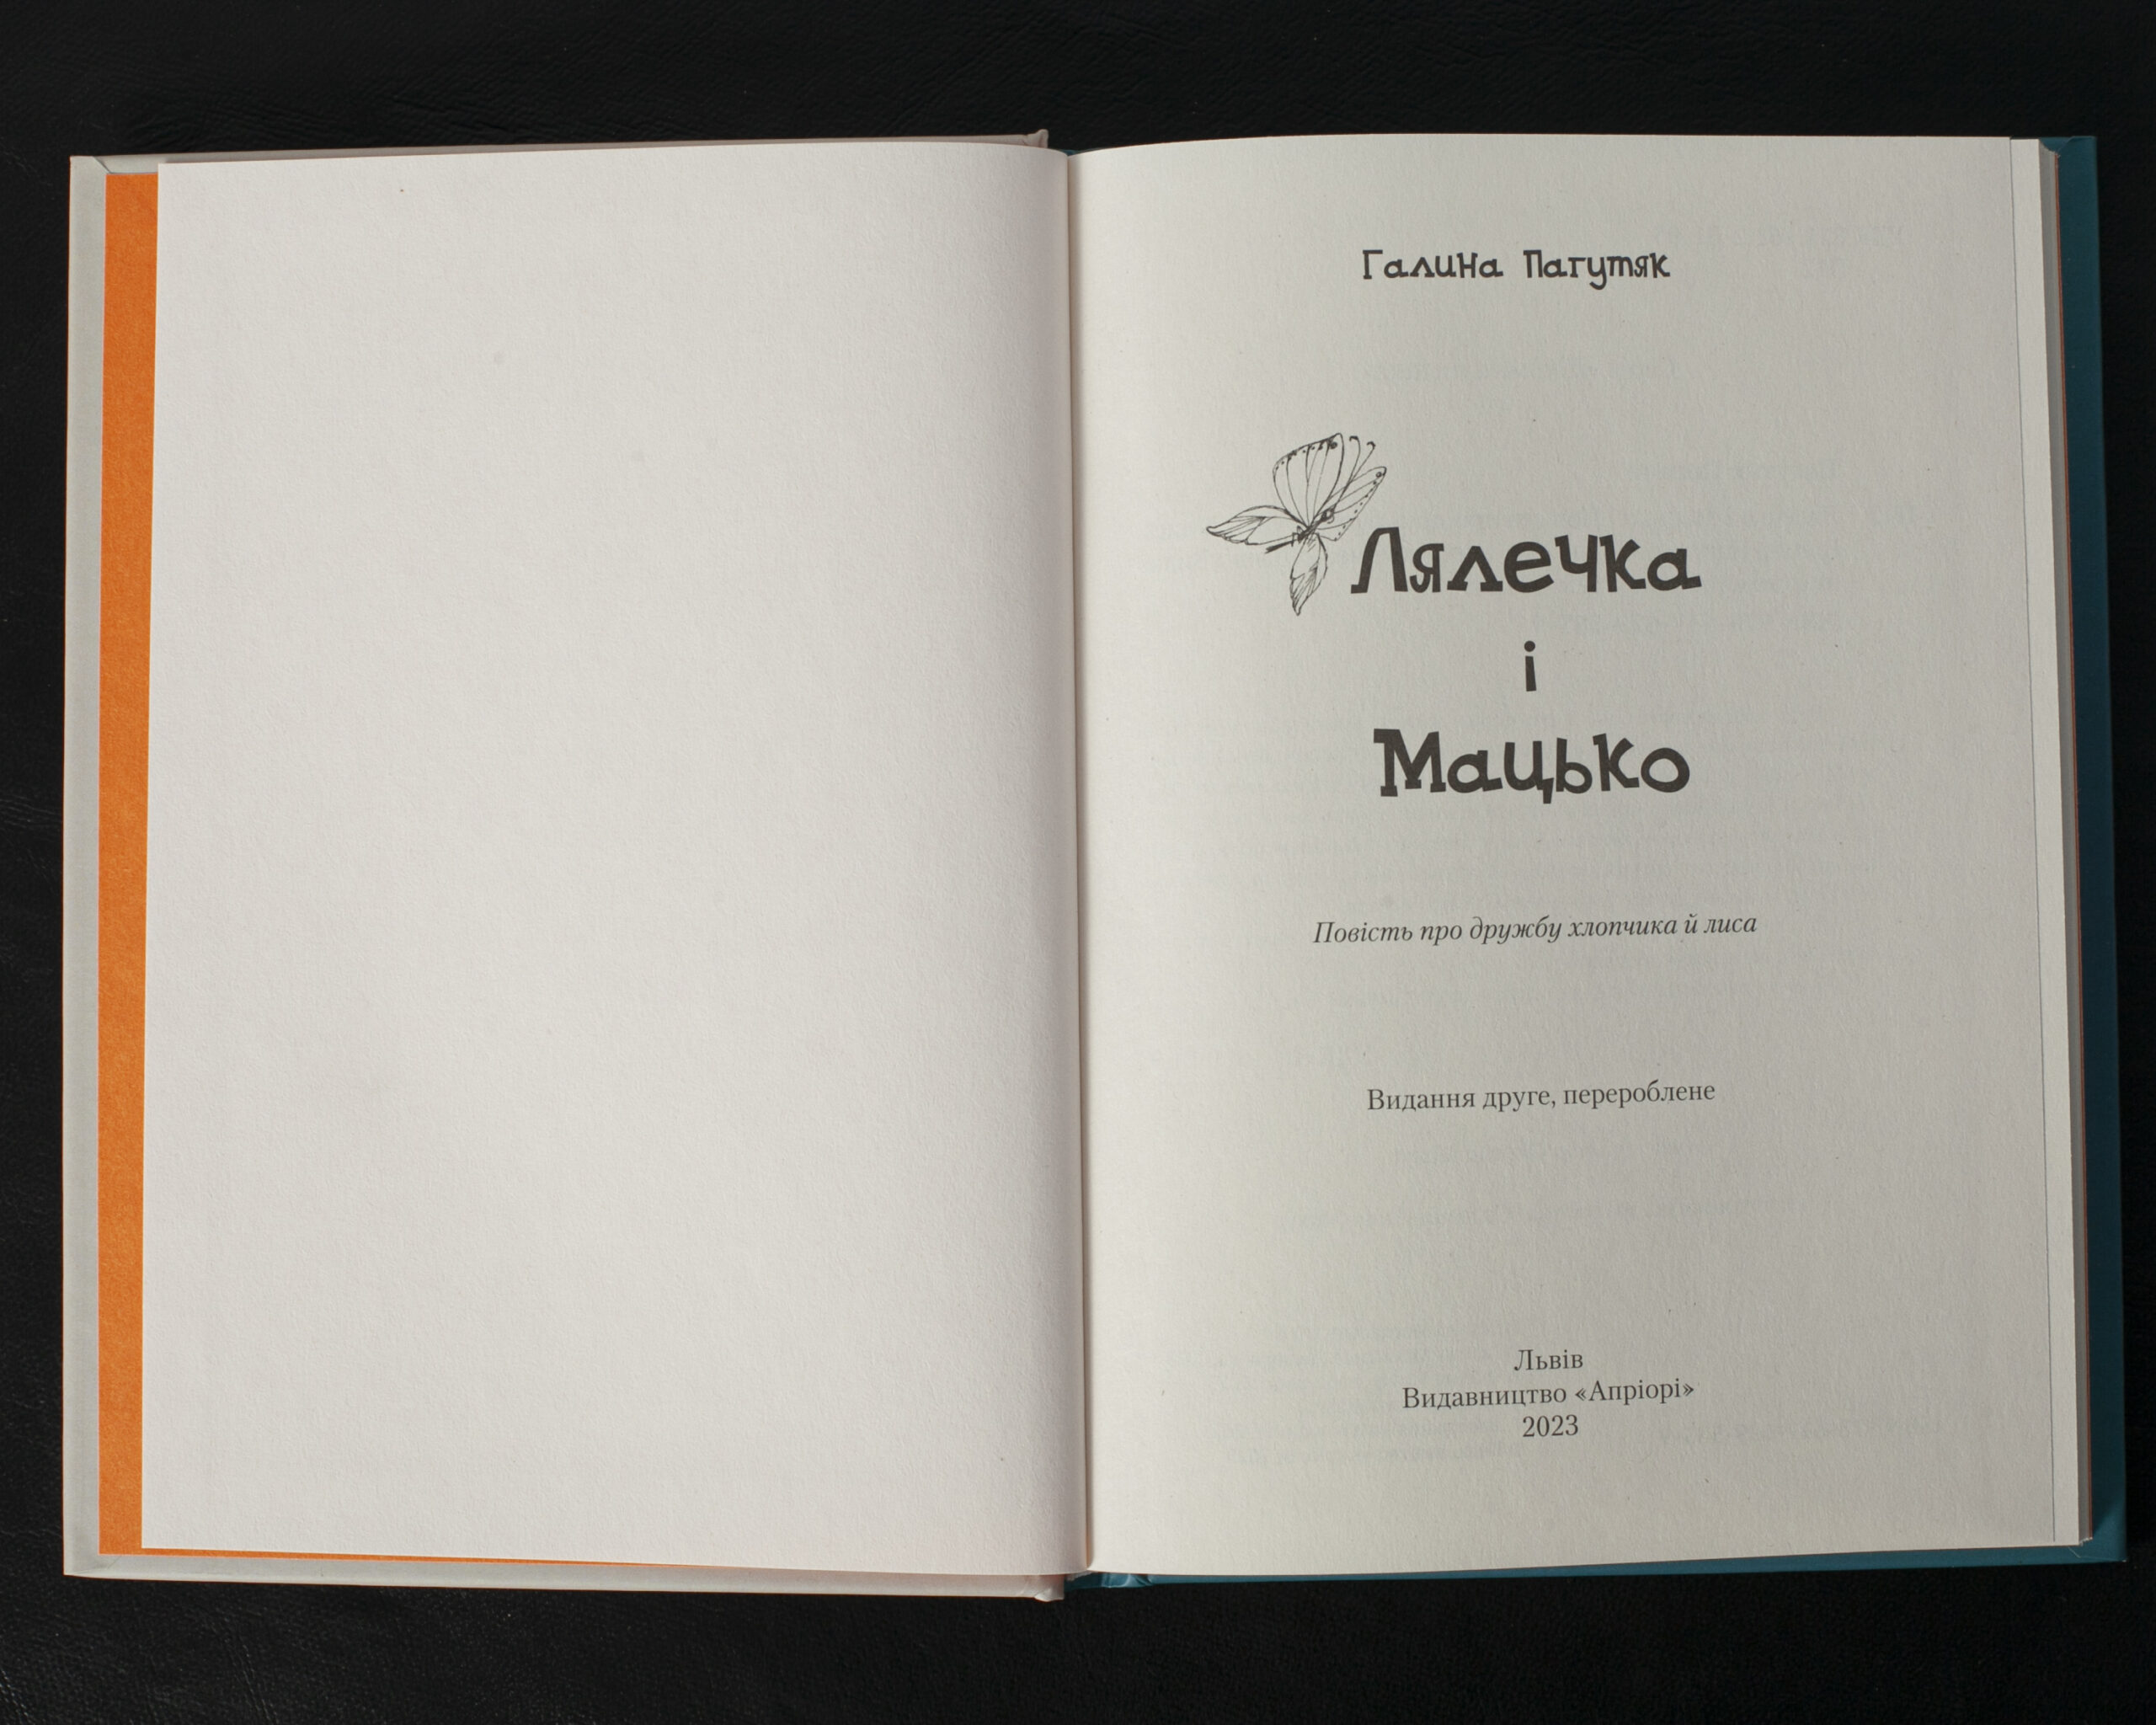 Галина Пагутяк
Лялечка
і
Мацько
Повість про дружбу хлопчика й лиса
Видання друге, перероблене
Львів
Видавництво «Апріорі»
2023